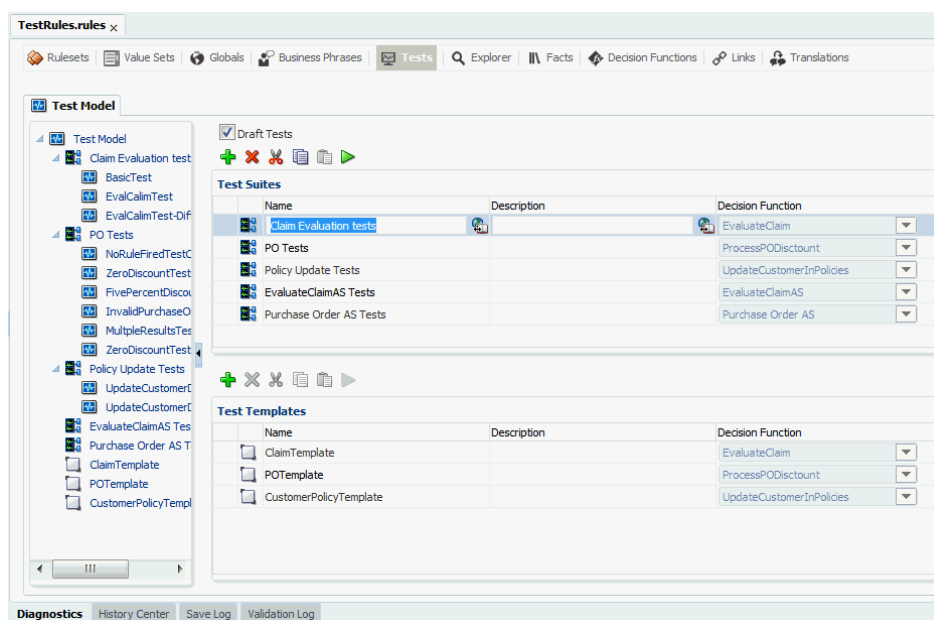 TestRules.rules ×
Rulesets Value Sets Globals Business Phrases Tests Explorer Facts Decision Functions Links Translations
Test Model
Test Model
Claim Evaluation test
BasicTest
EvalCalimTest
EvalCalimTest-Dif
PO Tests
NoRuleFiredTestC
ZeroDiscountTest
FivePercentDiscou
InvalidPurchaseO
MultpleResultsTes
ZeroDiscountTest
Policy Update Tests
UpdateCustomerD
UpdateCustomerD
EvaluateClaimAS Tes
Purchase Order AS T
ClaimTemplate
POTemplate
CustomerPolicyTempl
Draft Tests
Test Suites
Name Description Decision Function
Claim Evaluation tests EvaluateClaim
PO Tests ProcessPODisctount
Policy Update Tests UpdateCustomerInPolicies
EvaluateClaimAS Tests EvaluateClaimAS
Purchase Order AS Tests Purchase Order AS
Test Templates
Name Description Decision Function
ClaimTemplate EvaluateClaim
POTemplate ProcessPODisctount
CustomerPolicyTemplate UpdateCustomerInPolicies
Diagnostics History Center Save Log Validation Log